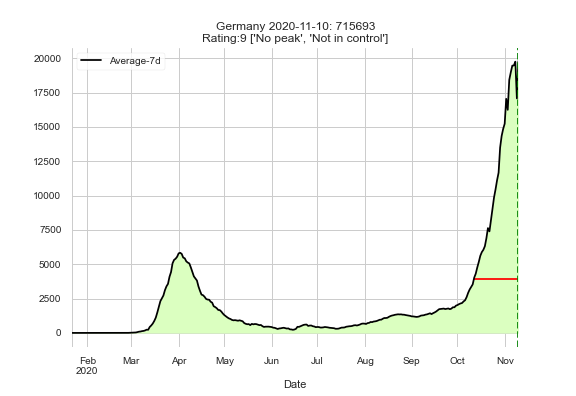 Germany 2020-11-10: 715693
Rating:9 ['No peak', 'Not in control']
Average-7d
20000
17500
15000
12500
10000
7500
5000
2500
0
Feb Mar Apr May Jun Jul Aug Sep Oct Nov
2020
Date